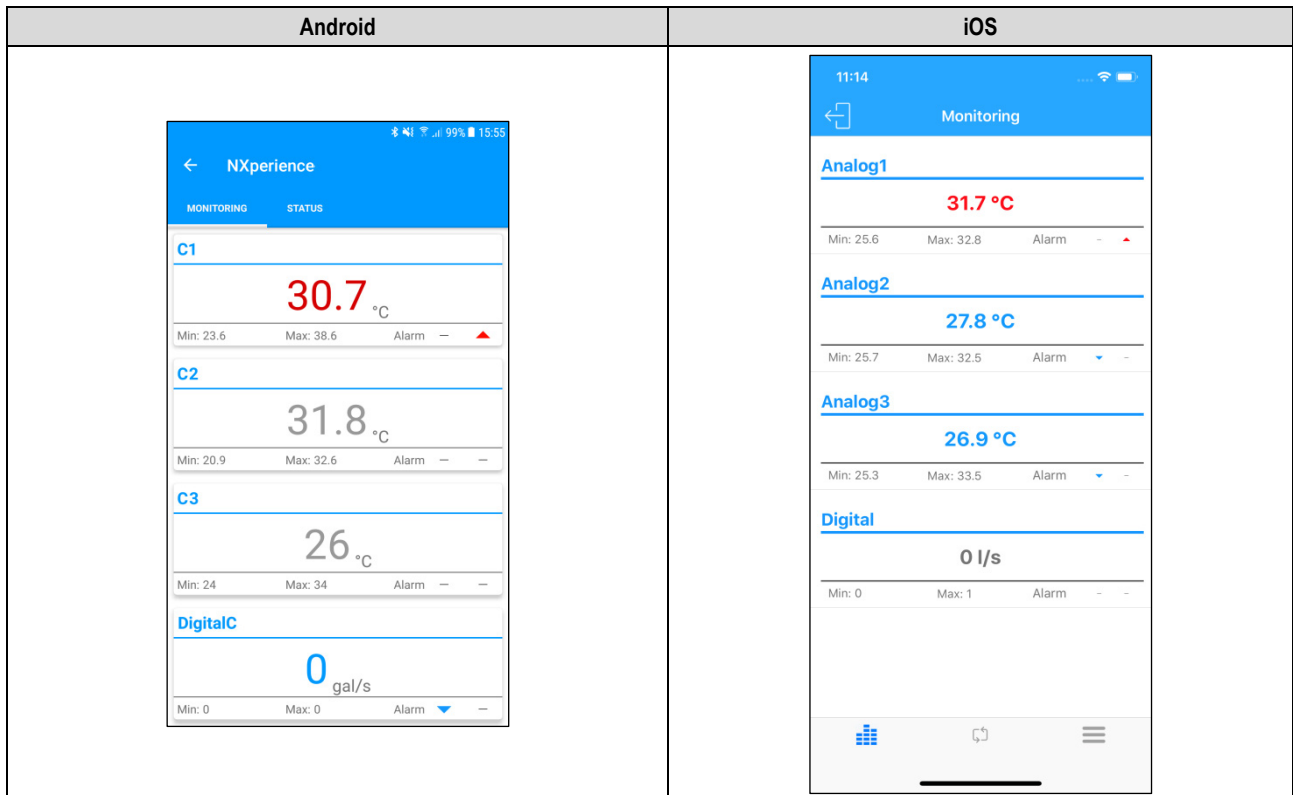 Android
iOS
✱ 99% 15:55
← NXperience
MONITORING STATUS
C1
30.7 °C
Min: 23.6 Max: 38.6 Alarm – ▲
C2
31.8 °C
Min: 20.9 Max: 32.6 Alarm – –
C3
26 °C
Min: 24 Max: 34 Alarm – –
DigitalC
0 gal/s
Min: 0 Max: 0 Alarm ▼ –
11:14
Monitoring
Analog1
31.7 °C
Min: 25.6 Max: 32.8 Alarm - ▲
Analog2
27.8 °C
Min: 25.7 Max: 32.5 Alarm ▼ -
Analog3
26.9 °C
Min: 25.3 Max: 33.5 Alarm ▼ -
Digital
0 l/s
Min: 0 Max: 1 Alarm - -